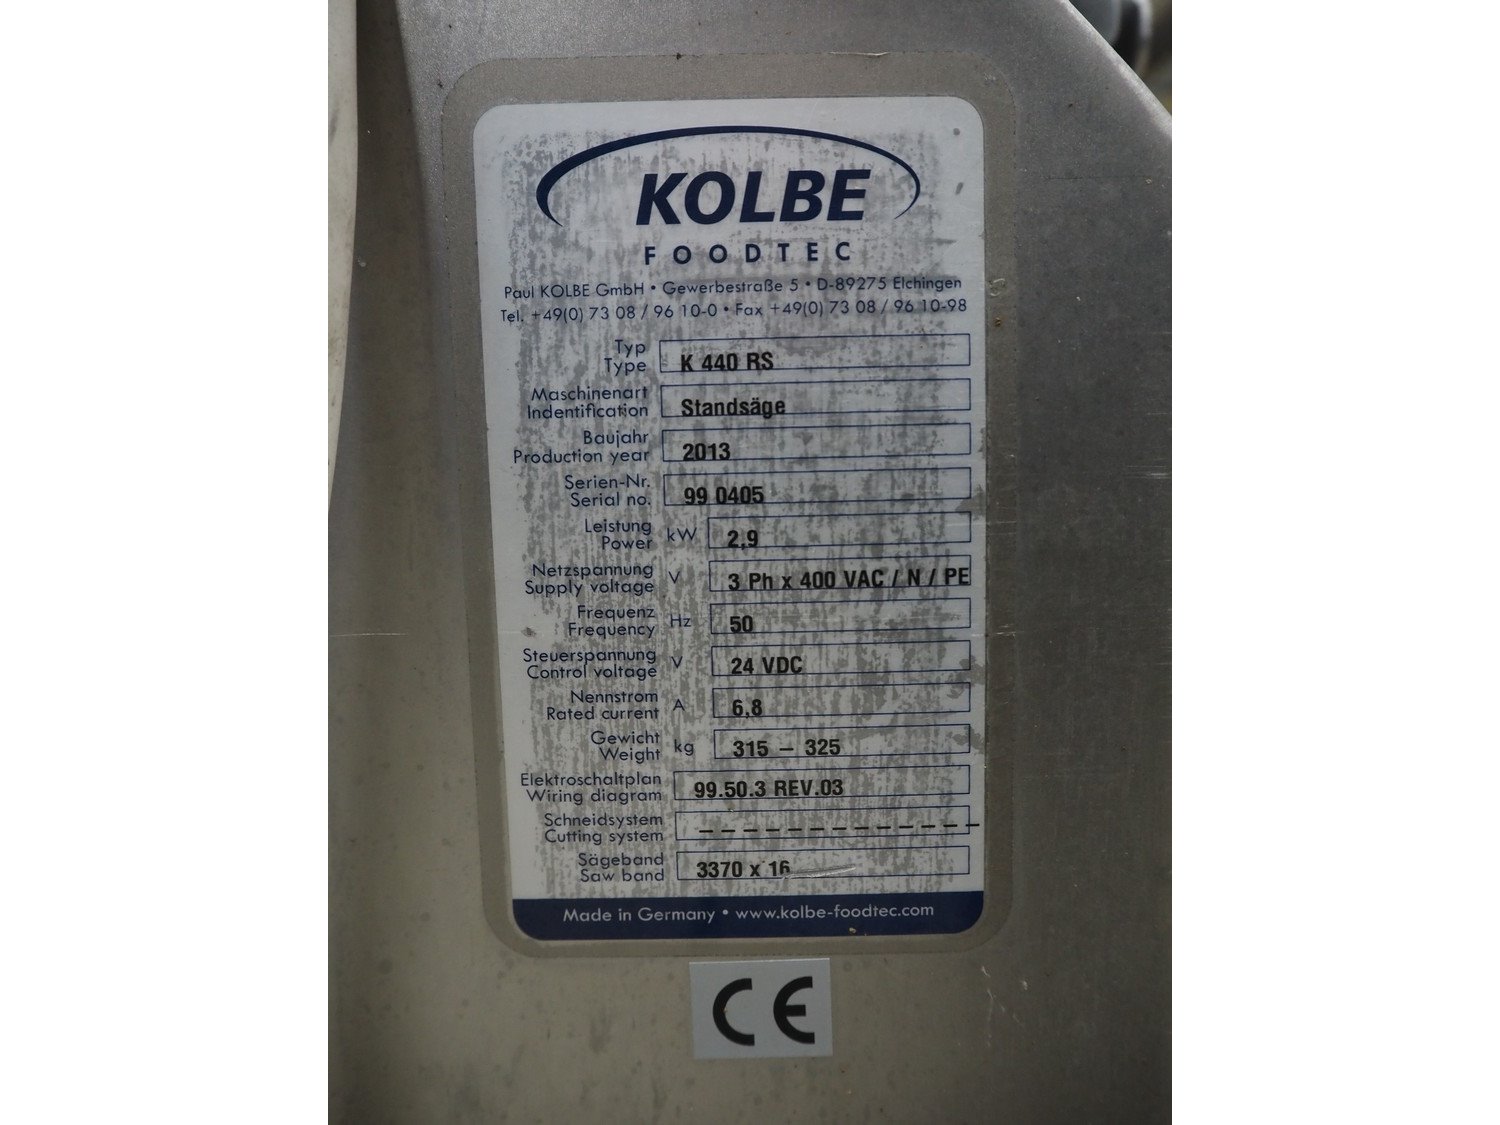 KOLBE
FOODTEC
Paul KOLBE GmbH • Gewerbestraße 5 • D-89275 Elchingen
Tel. +49(0) 73 08 / 96 10-0 • Fax +49(0) 73 08 / 96 10-98
Typ
Type K 440 RS
Maschinenart
Indentification Standsäge
Baujahr
Production year 2013
Serien-Nr.
Serial no. 99 0405
Leistung
Power kW 2,9
Netzspannung
Supply voltage V 3 Ph x 400 VAC / N / PE
Frequenz
Frequency Hz 50
Steuerspannung
Control voltage V 24 VDC
Nennstrom
Rated current A 6,8
Gewicht
Weight kg 315 – 325
Elektroschaltplan
Wiring diagram 99.50.3 REV.03
Schneidsystem
Cutting system _ _ _ _ _ _ _ _ _ _ _ _ _
Sägeband
Saw band 3370 x 16
Made in Germany • www.kolbe-foodtec.com
CE